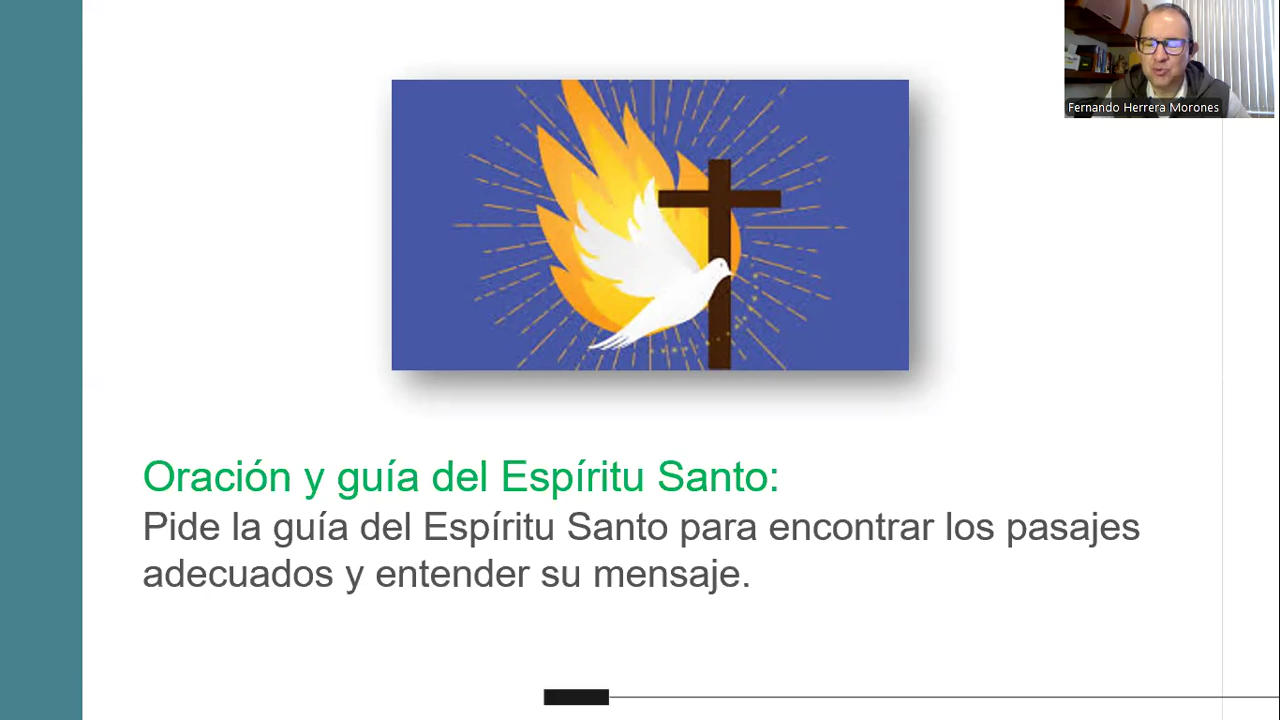 Fernando Herrera Morones
Oración y guía del Espíritu Santo:
Pide la guía del Espíritu Santo para encontrar los pasajes
adecuados y entender su mensaje.